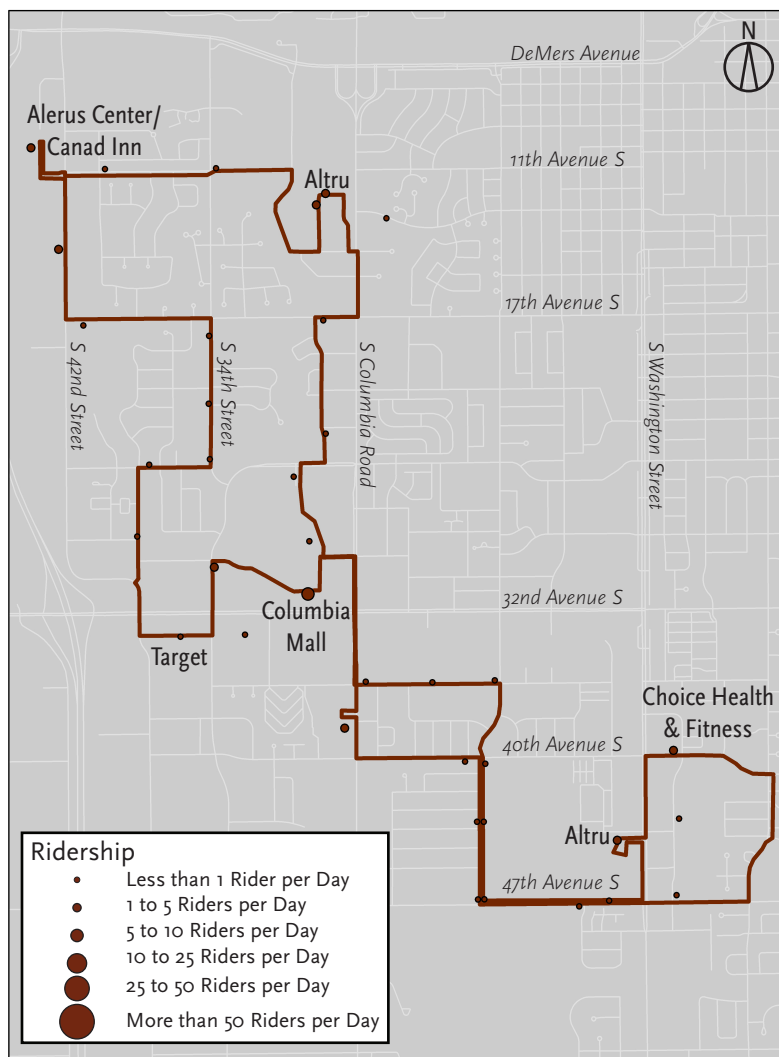 N
DeMers Avenue
Alerus Center/
Canad Inn
11th Avenue S
Altru
17th Avenue S
S 42nd Street
S 34th Street
S Columbia Road
S Washington Street
32nd Avenue S
Columbia
Mall
Target
Choice Health
& Fitness
40th Avenue S
Altru
47th Avenue S
Ridership
Less than 1 Rider per Day
1 to 5 Riders per Day
5 to 10 Riders per Day
10 to 25 Riders per Day
25 to 50 Riders per Day
More than 50 Riders per Day